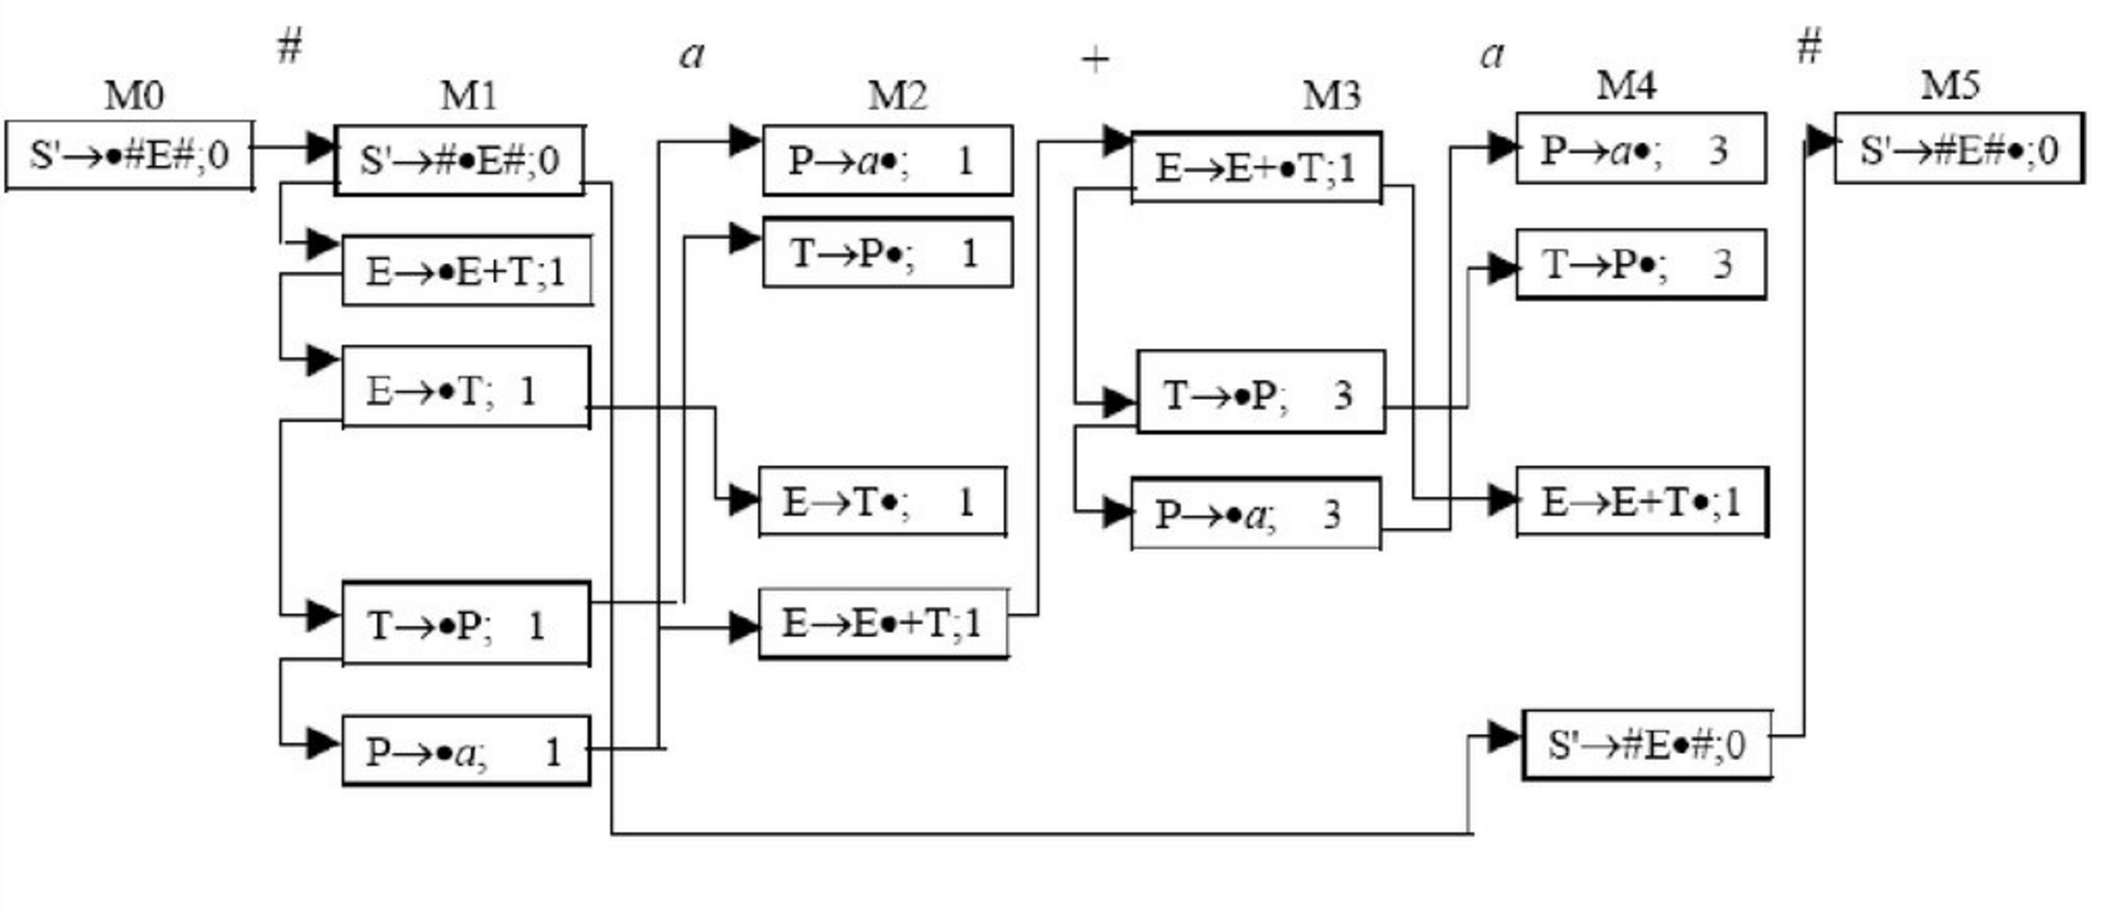 # a + a #
M0 M1 M2 M3 M4 M5
S'→•#E#;0
S'→#•E#;0
E→•E+T;1
E→•T; 1
T→•P; 1
P→•a; 1
P→a•; 1
T→P•; 1
E→T•; 1
E→E•+T;1
E→E+•T;1
T→•P; 3
P→•a; 3
P→a•; 3
T→P•; 3
E→E+T•;1
S'→#E•#;0
S'→#E#•;0